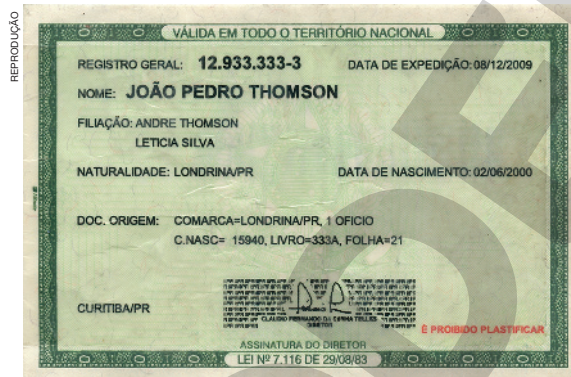 REPRODUÇÃO
VÁLIDA EM TODO O TERRITÓRIO NACIONAL
REGISTRO GERAL: 12.933.333-3 DATA DE EXPEDIÇÃO: 08/12/2009
NOME: JOÃO PEDRO THOMSON
FILIAÇÃO: ANDRE THOMSON
LETICIA SILVA
NATURALIDADE: LONDRINA/PR DATA DE NASCIMENTO: 02/06/2000
DOC. ORIGEM: COMARCA=LONDRINA/PR, 1 OFICIO
C.NASC= 15940, LIVRO=333A, FOLHA=21
CURITIBA/PR
DIRETOR
É PROIBIDO PLASTIFICAR
ASSINATURA DO DIRETOR
LEI Nº 7.116 DE 29/08/83